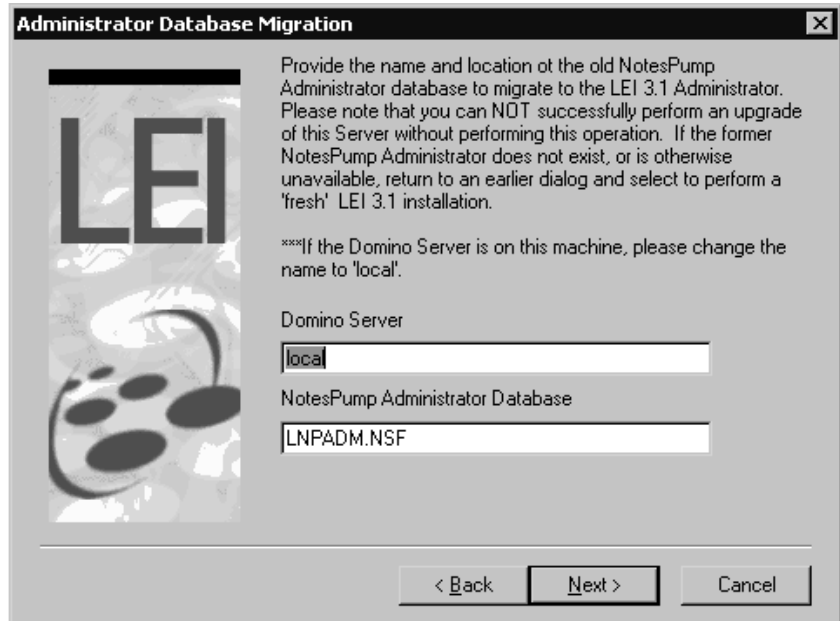 Administrator Database Migration
LEI
Provide the name and location ot the old NotesPump
Administrator database to migrate to the LEI 3.1 Administrator.
Please note that you can NOT successfully perform an upgrade
of this Server without performing this operation. If the former
NotesPump Administrator does not exist, or is otherwise
unavailable, return to an earlier dialog and select to perform a
'fresh' LEI 3.1 installation.
***If the Domino Server is on this machine, please change the
name to 'local'.
Domino Server
local
NotesPump Administrator Database
LNPADM.NSF
< Back
Next >
Cancel